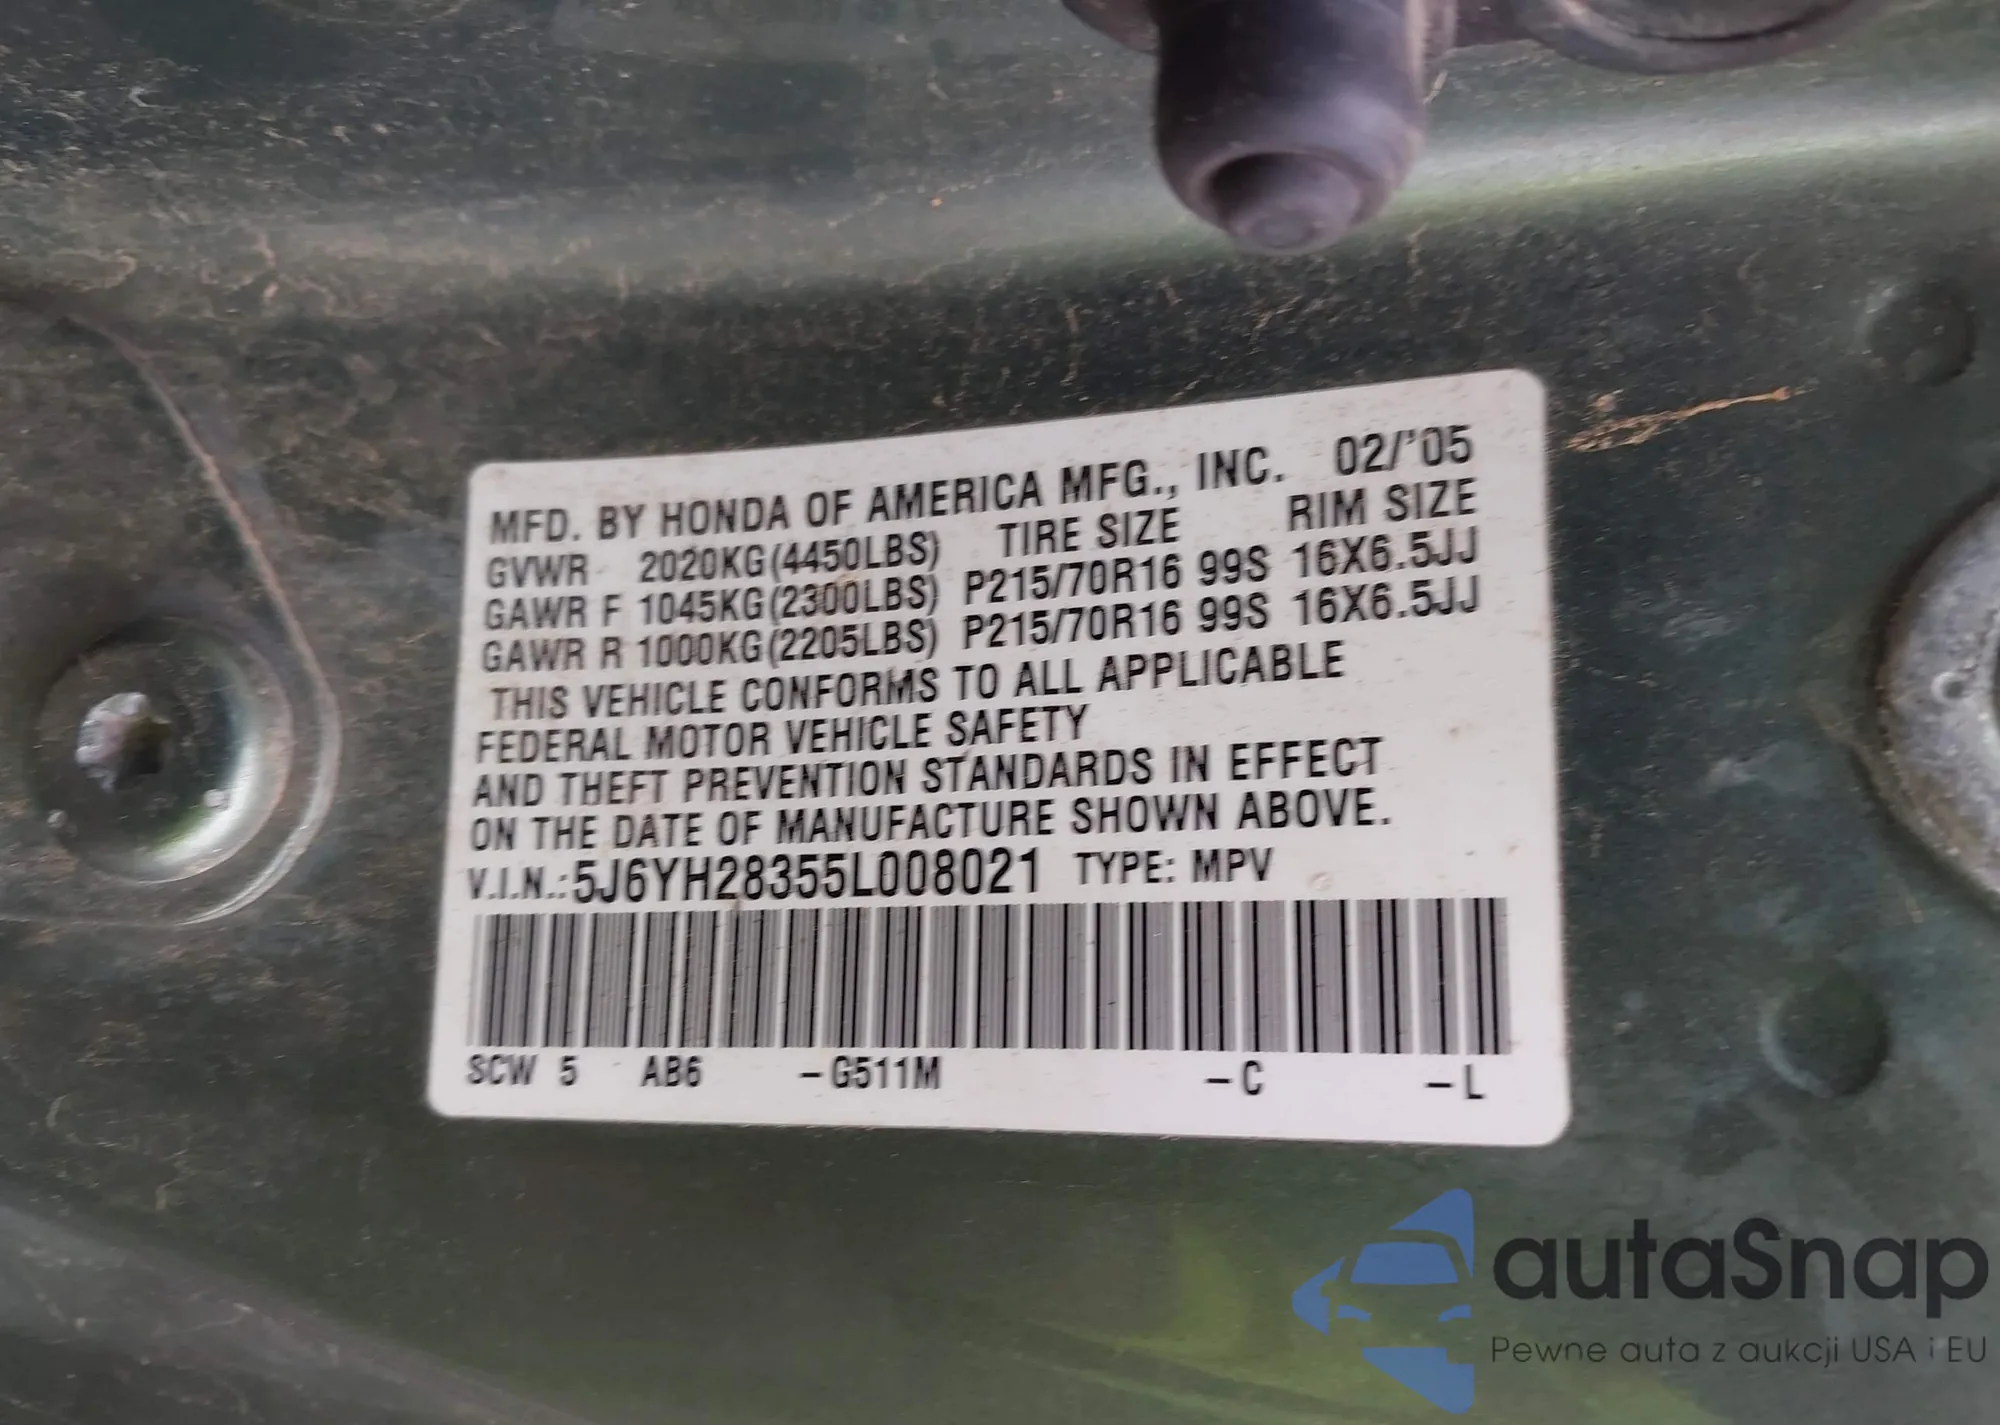 MFD. BY HONDA OF AMERICA MFG., INC. 02/'05
GVWR 2020KG(4450LBS) TIRE SIZE RIM SIZE
GAWR F 1045KG(2300LBS) P215/70R16 99S 16X6.5JJ
GAWR R 1000KG(2205LBS) P215/70R16 99S 16X6.5JJ
THIS VEHICLE CONFORMS TO ALL APPLICABLE
FEDERAL MOTOR VEHICLE SAFETY
AND THEFT PREVENTION STANDARDS IN EFFECT
ON THE DATE OF MANUFACTURE SHOWN ABOVE.
V.I.N.:5J6YH28355L008021 TYPE: MPV
SCW 5 AB6 -G511M -C -L
autaSnap
Pewne auta z aukcji USA i EU